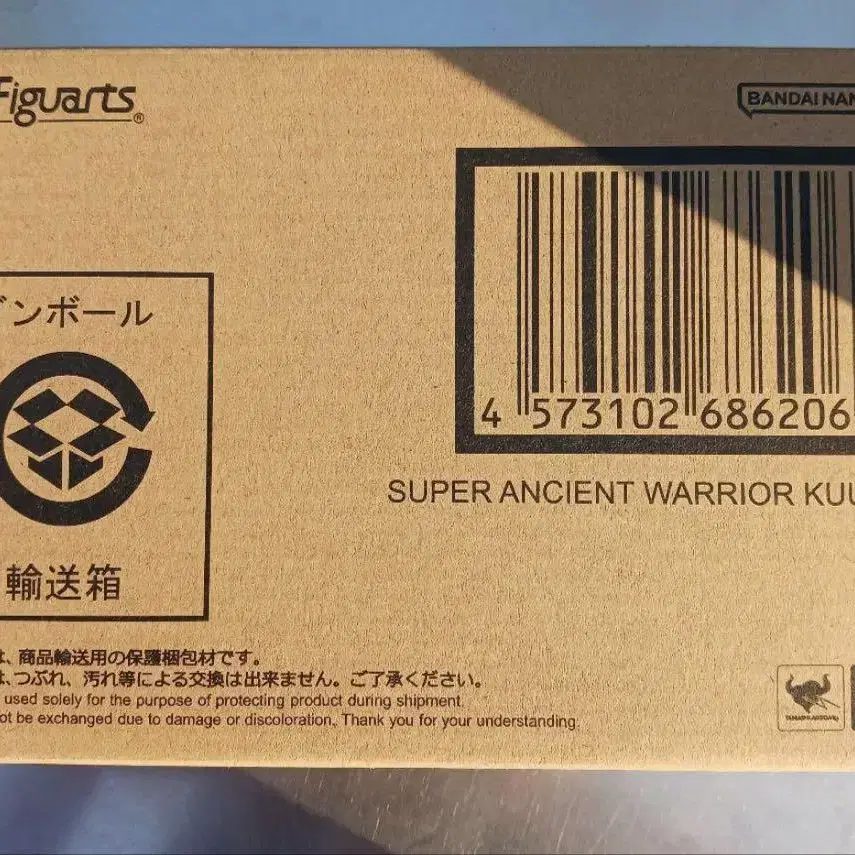 Figuarts®
BANDAI NAM
ンボール
4 573102 686206
SUPER ANCIENT WARRIOR KUU
輸送箱
は、商品輸送用の保護梱包材です。
は、つぶれ、汚れ等による交換は出来ません。ご了承ください。
used solely for the purpose of protecting product during shipment.
ot be exchanged due to damage or discoloration, Thank you for your understanding.